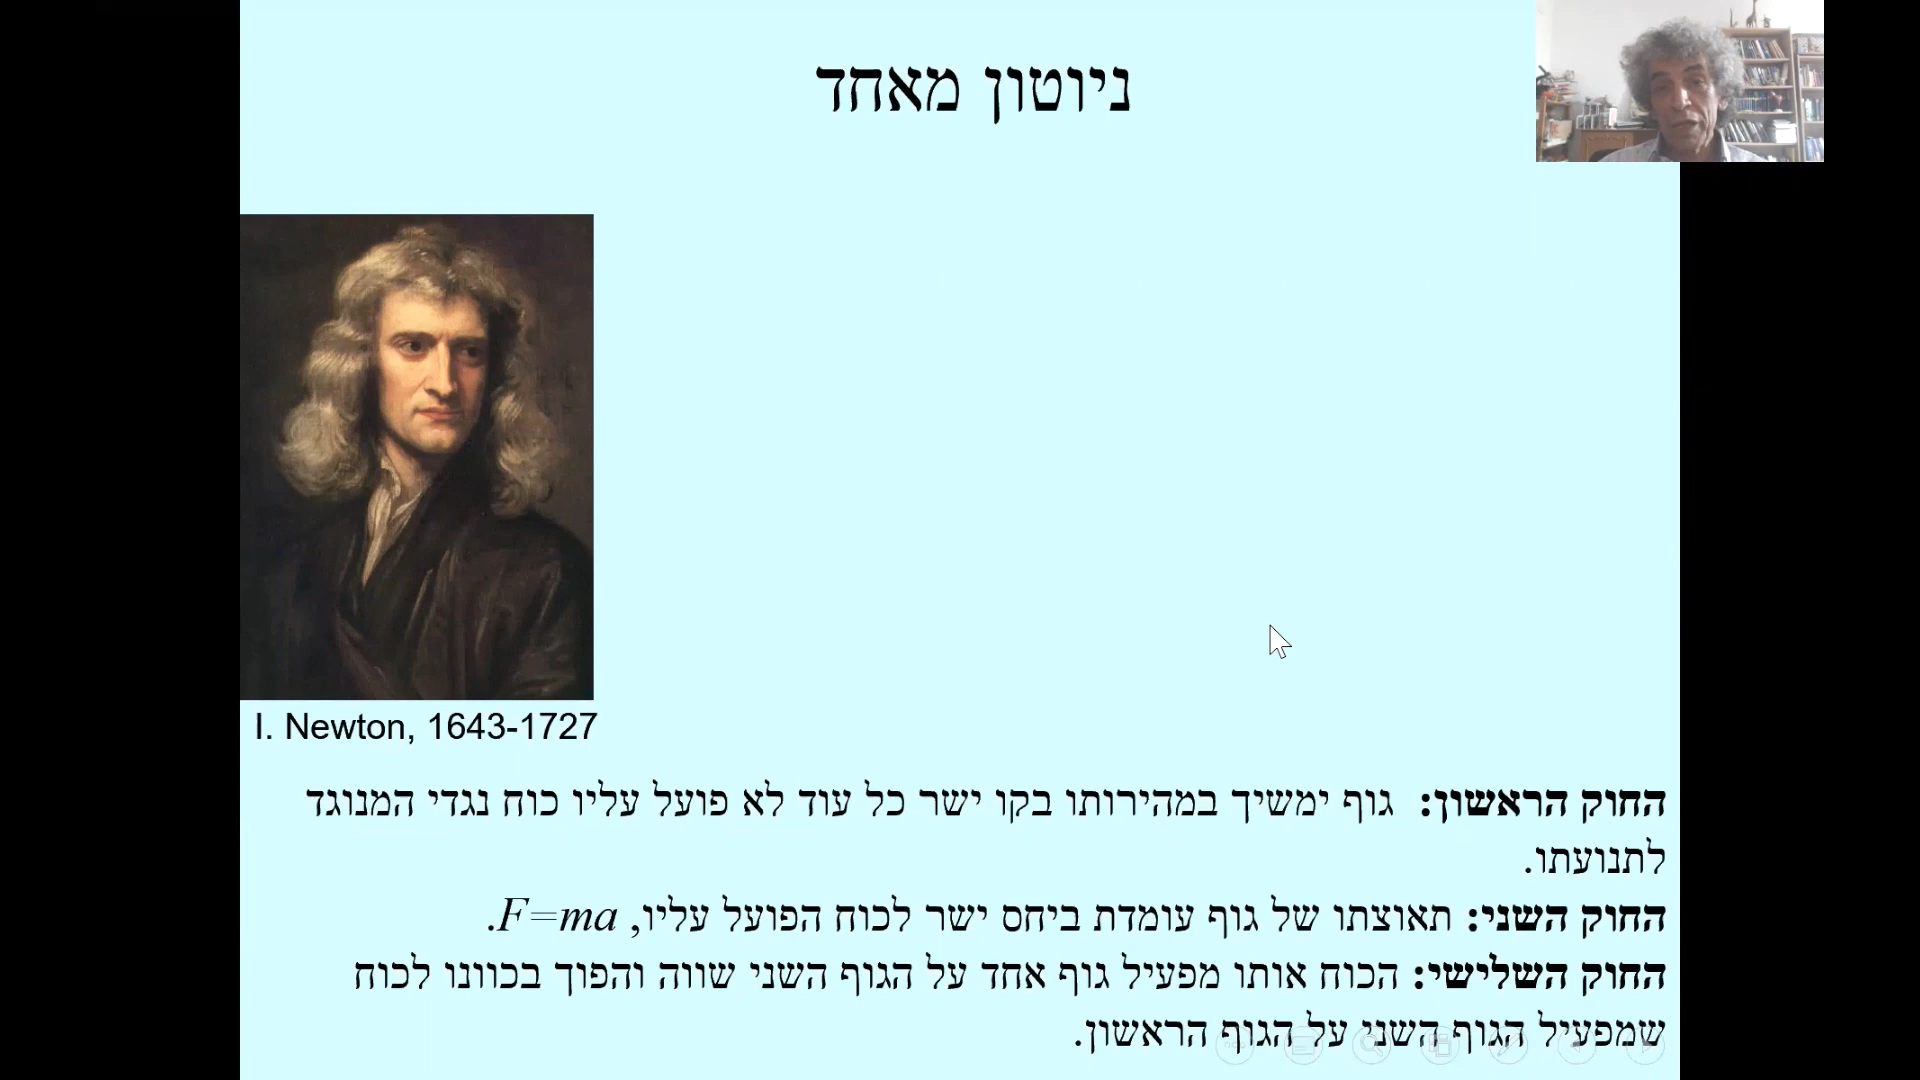 ניוטון מאחד
I. Newton, 1643-1727
החוק הראשון: גוף ימשיך במהירותו בקו ישר כל עוד לא פועל עליו כוח נגדי המנוגד
לתנועתו.
החוק השני: תאוצתו של גוף עומדת ביחס ישר לכוח הפועל עליו, F=ma.
החוק השלישי: הכוח אותו מפעיל גוף אחד על הגוף השני שווה והפוך בכוונו לכוח
שמפעיל הגוף השני על הגוף הראשון.